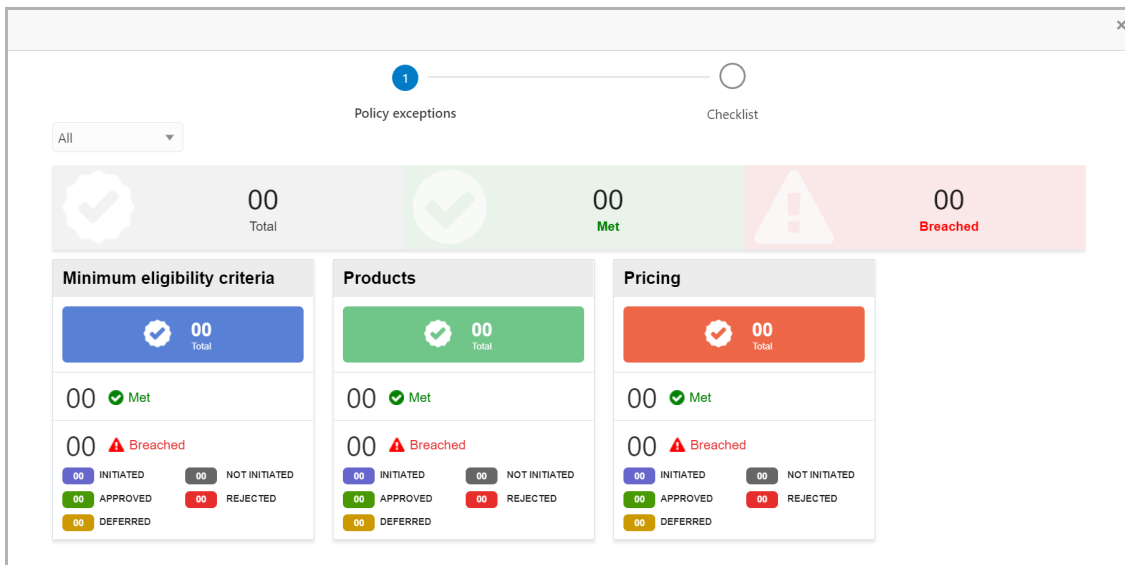 ×
1
Policy exceptions
Checklist
All
00
Total
00
Met
00
Breached
Minimum eligibility criteria
00
Total
00 Met
00 Breached
00 INITIATED 00 NOT INITIATED
00 APPROVED 00 REJECTED
00 DEFERRED
Products
00
Total
00 Met
00 Breached
00 INITIATED 00 NOT INITIATED
00 APPROVED 00 REJECTED
00 DEFERRED
Pricing
00
Total
00 Met
00 Breached
00 INITIATED 00 NOT INITIATED
00 APPROVED 00 REJECTED
00 DEFERRED